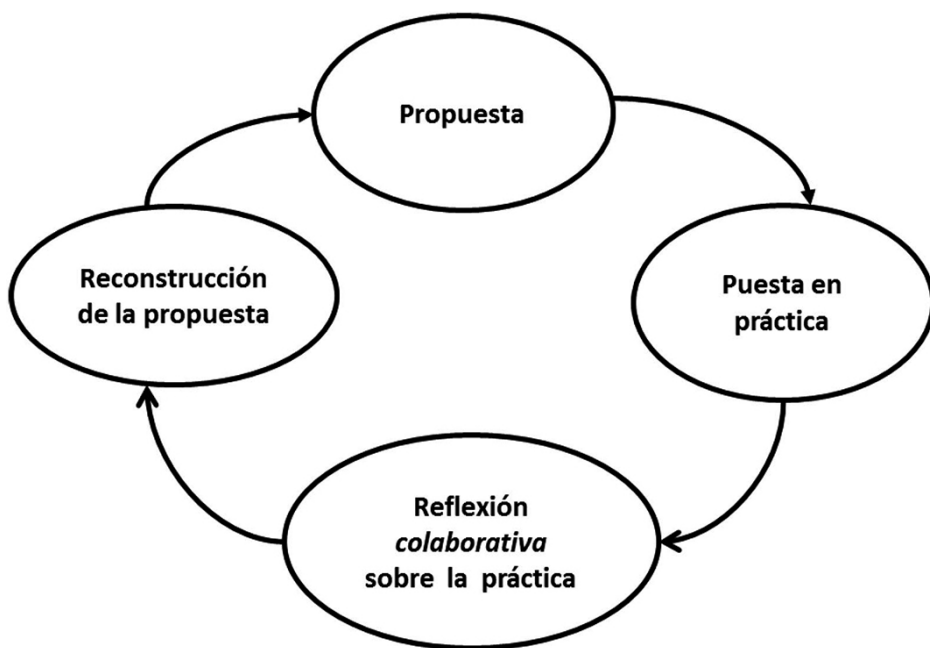 Propuesta
Puesta en
práctica
Reflexión
colaborativa
sobre la práctica
Reconstrucción
de la propuesta